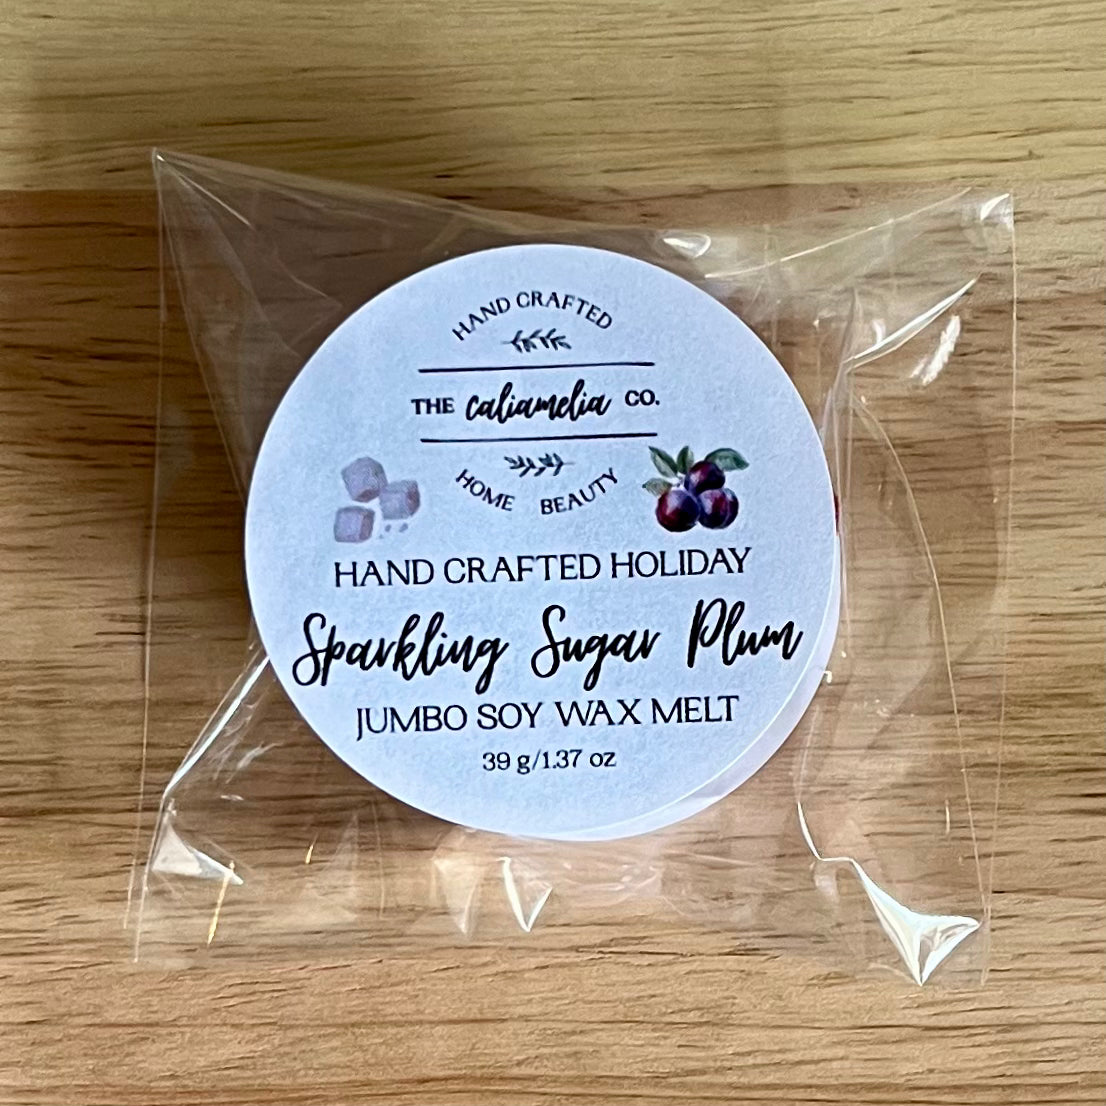 HAND CRAFTED
THE caliamelia CO.
HOME BEAUTY
HAND CRAFTED HOLIDAY
Sparkling Sugar Plum
JUMBO SOY WAX MELT
39 g/1.37 oz